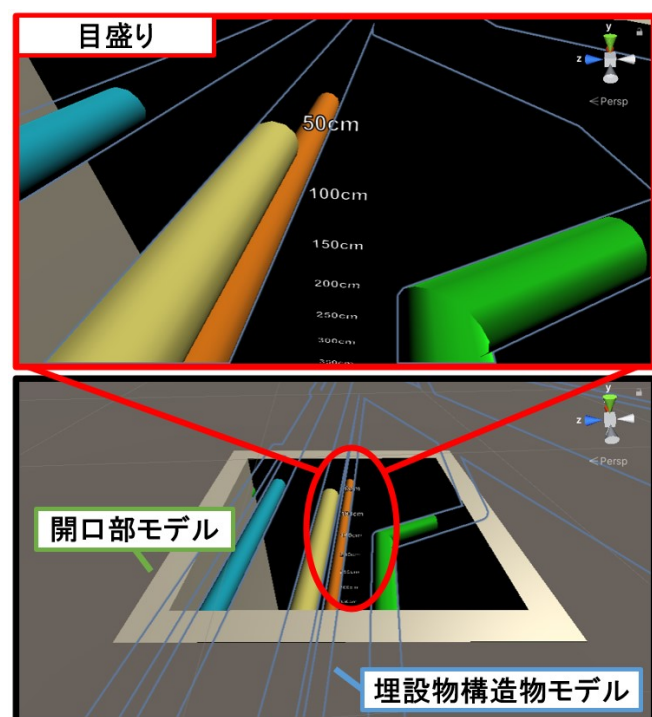 目盛り
y
z
<Persp
50cm
100cm
150cm
200cm
250cm
300cm
350cm
y
z
<Persp
開口部モデル
埋設物構造物モデル